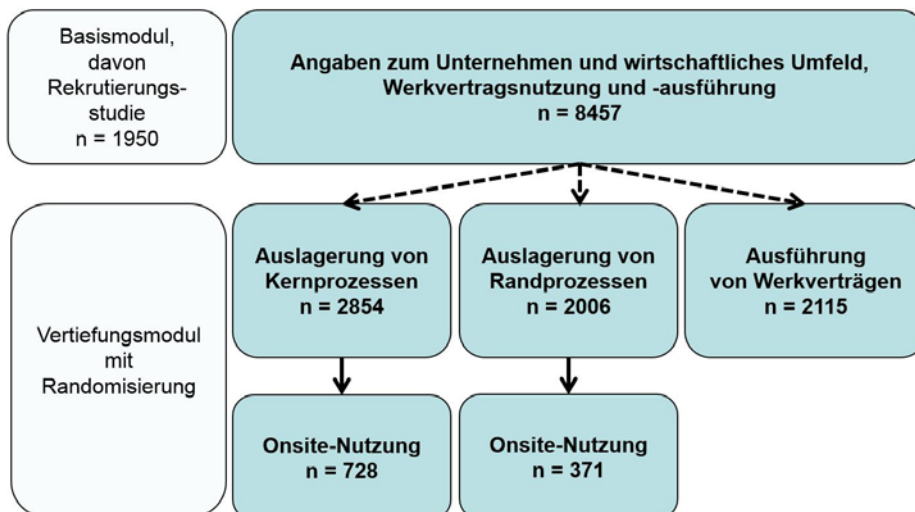 Basismodul,
davon
Rekrutierungs-
studie
n = 1950
Angaben zum Unternehmen und wirtschaftliches Umfeld,
Werkvertragsnutzung und -ausführung
n = 8457
Vertiefungsmodul
mit
Randomisierung
Auslagerung von
Kernprozessen
n = 2854
Auslagerung von
Randprozessen
n = 2006
Ausführung
von Werkverträgen
n = 2115
Onsite-Nutzung
n = 728
Onsite-Nutzung
n = 371